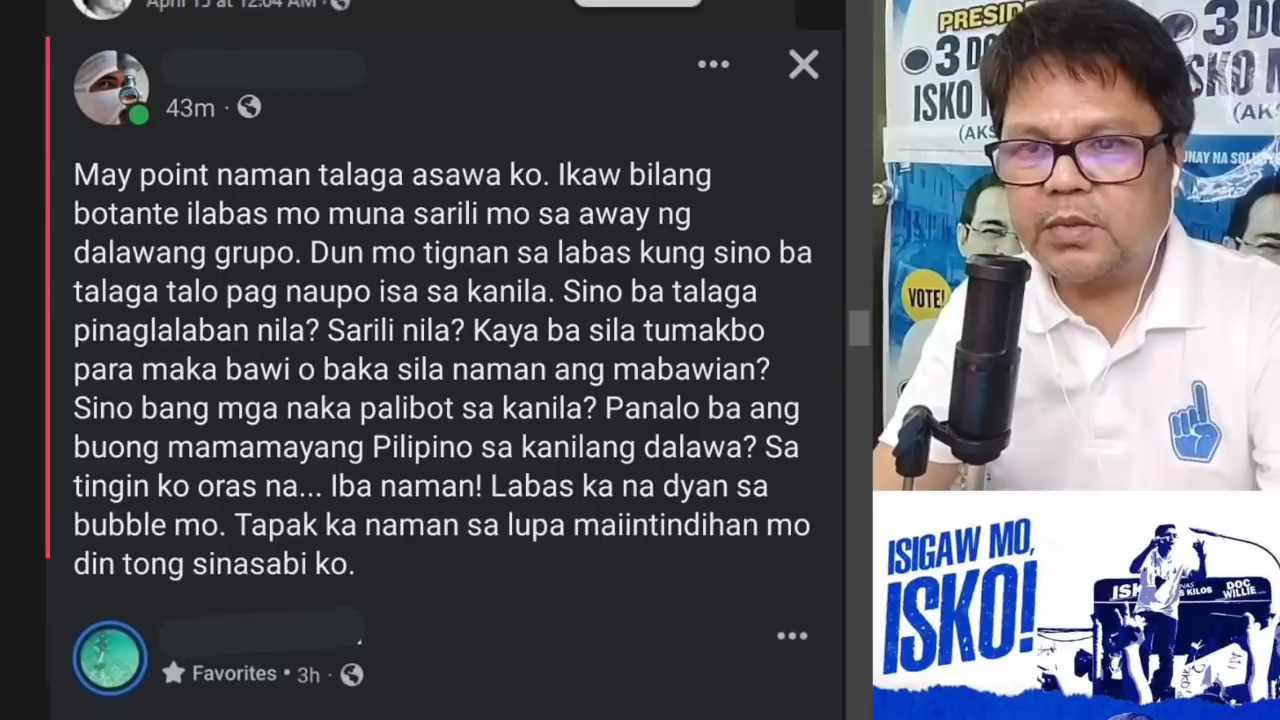 April 15 at 12:04 AM
43m ·
May point naman talaga asawa ko. Ikaw bilang
botante ilabas mo muna sarili mo sa away ng
dalawang grupo. Dun mo tignan sa labas kung sino ba
talaga talo pag naupo isa sa kanila. Sino ba talaga
pinaglalaban nila? Sarili nila? Kaya ba sila tumakbo
para maka bawi o baka sila naman ang mabawian?
Sino bang mga naka palibot sa kanila? Panalo ba ang
buong mamamayang Pilipino sa kanilang dalawa? Sa
tingin ko oras na... Iba naman! Labas ka na dyan sa
bubble mo. Tapak ka naman sa lupa maiintindihan mo
din tong sinasabi ko.
Favorites • 3h ·
3
ISKO
(AKS
3
(AK
VOTE!
ISIGAW MO,
ISKO!
DOC
WILLIE
KILOS